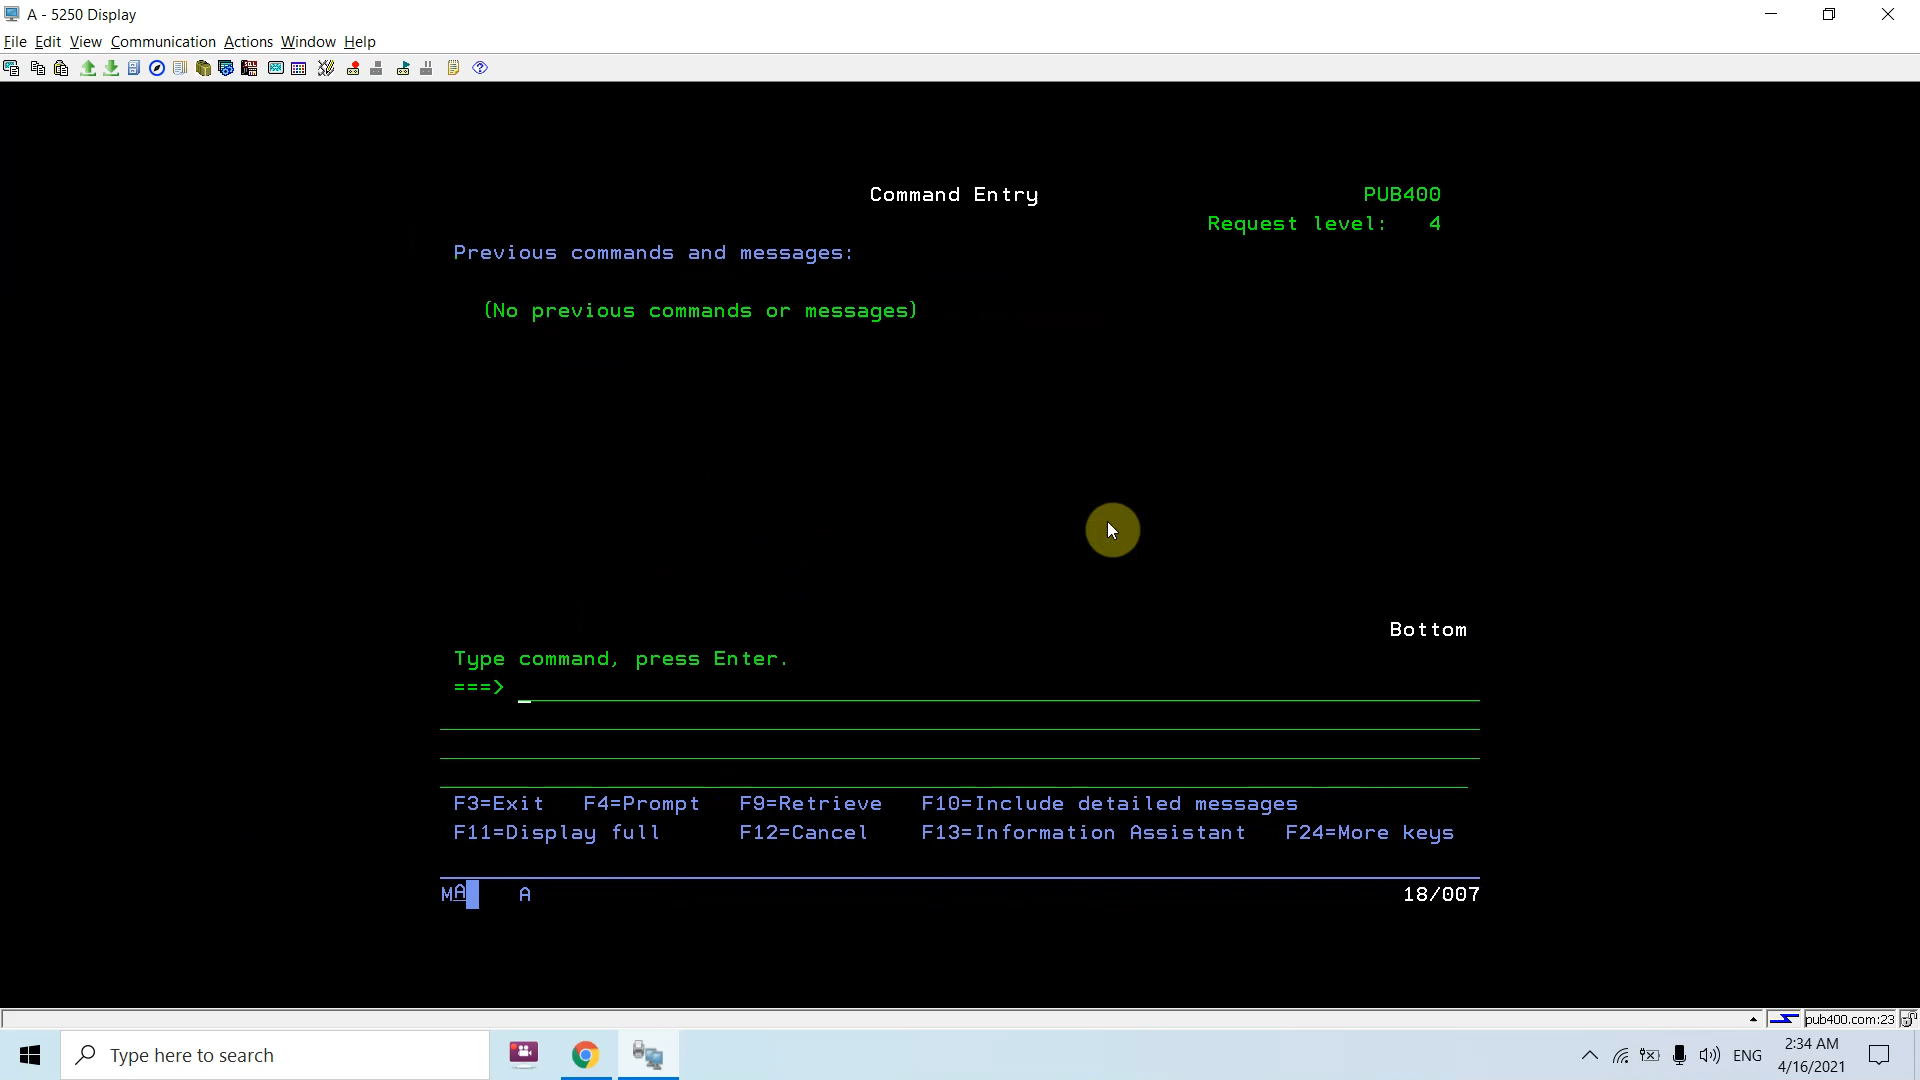 A - 5250 Display
File Edit View Communication Actions Window Help
Command Entry PUB400
Request level: 4
Previous commands and messages:
(No previous commands or messages)
Bottom
Type command, press Enter.
===>
F3=Exit F4=Prompt F9=Retrieve F10=Include detailed messages
F11=Display full F12=Cancel F13=Information Assistant F24=More keys
MA A 18/007
pub400.com:23
Type here to search
ENG
2:34 AM
4/16/2021